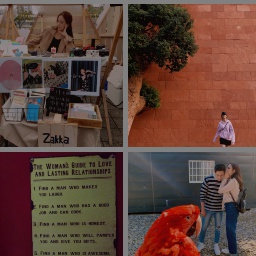 Zakka
THE WOMAN'S GUIDE TO LOVE
AND LASTING RELATIONSHIPS
1. FIND A MAN WHO MAKES
YOU LAUGH.
2. FIND A MAN WHO HAS A GOOD
JOB AND CAN COOK.
3. FIND A MAN WHO IS HONEST.
4. FIND A MAN WHO WILL PAMPER
YOU AND GIVE YOU GIFTS.
5. FIND A MAN WHO IS AWESOME